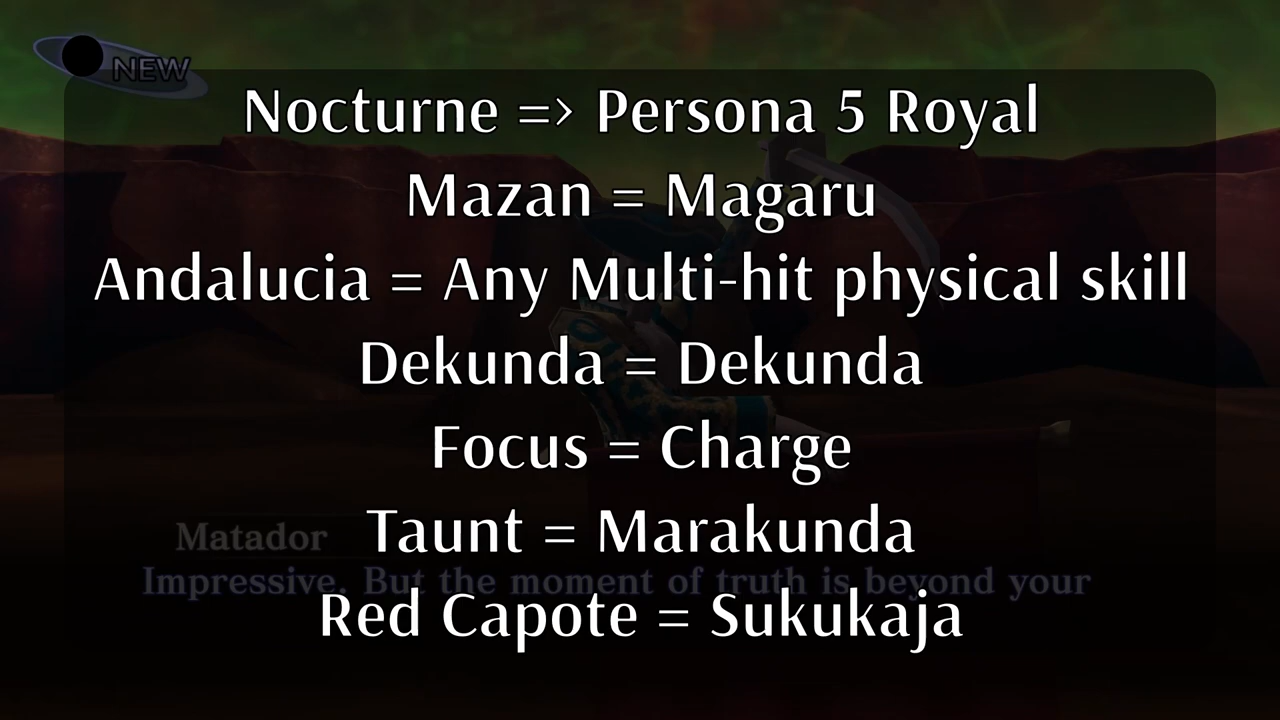 NEW
Nocturne => Persona 5 Royal
Mazan = Magaru
Andalucia = Any Multi-hit physical skill
Dekunda = Dekunda
Focus = Charge
Matador
Taunt = Marakunda
Impressive. But the moment of truth is beyond your
Red Capote = Sukukaja